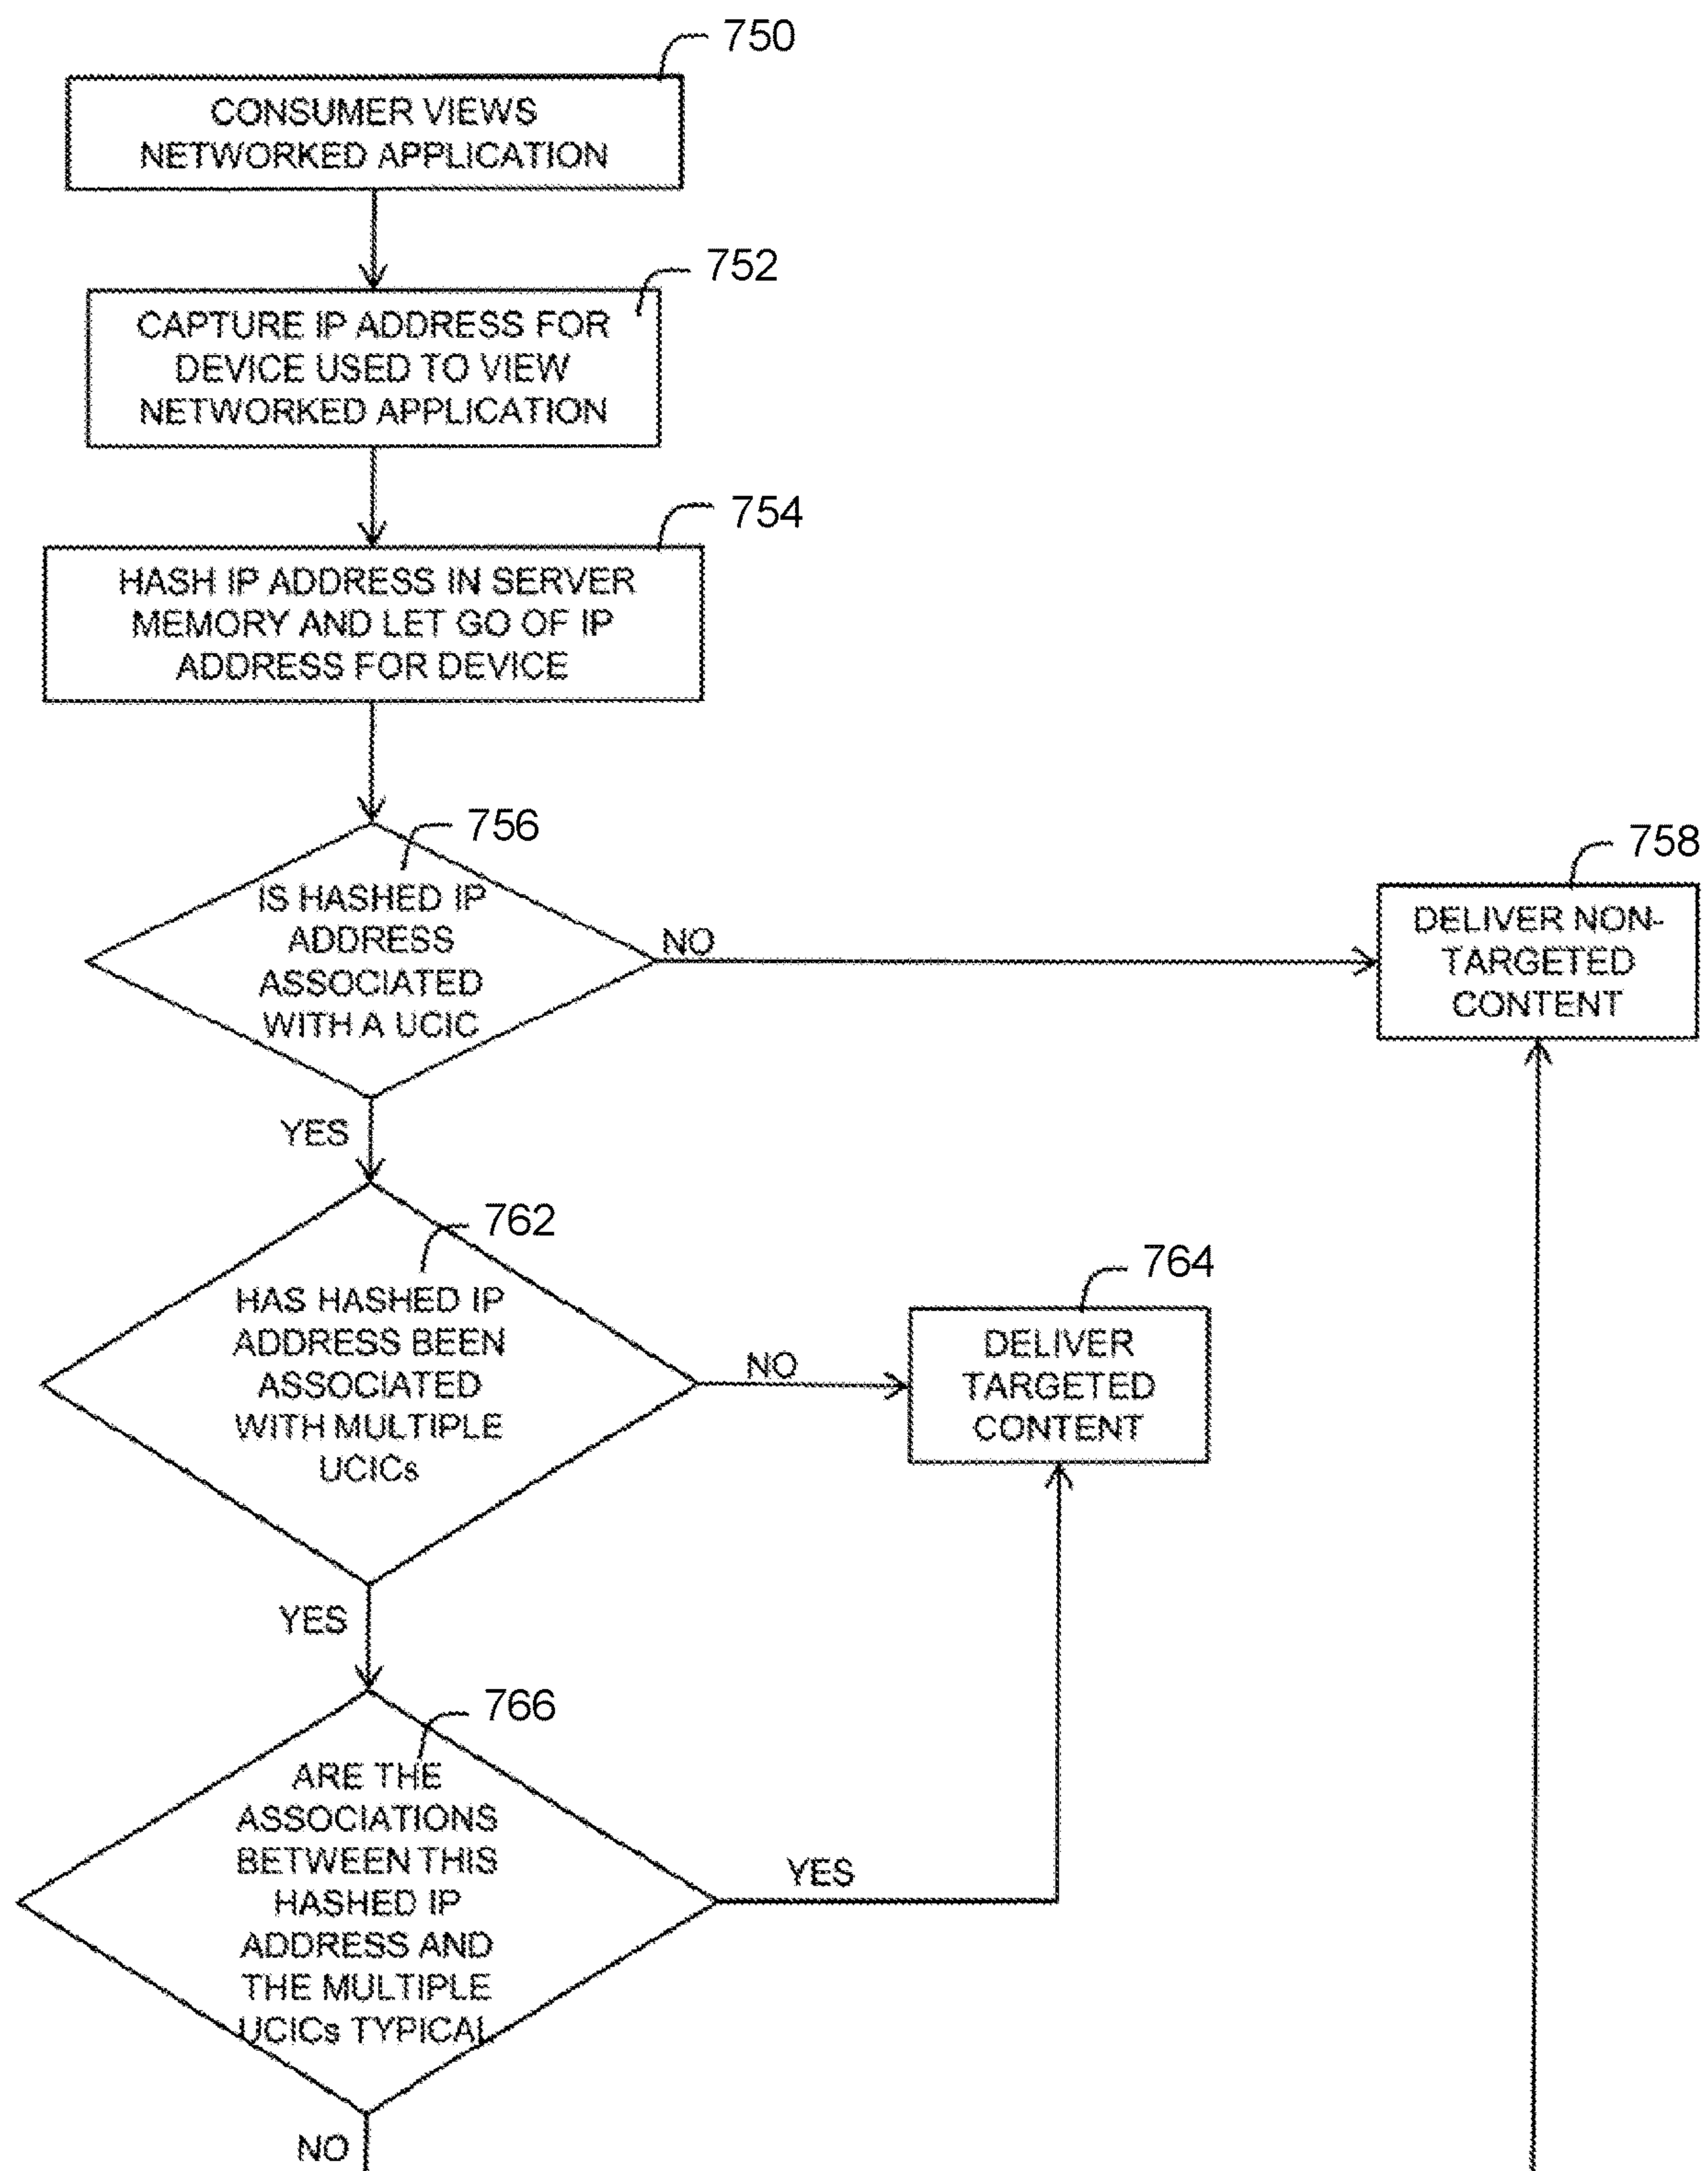 750
CONSUMER VIEWS
NETWORKED APPLICATION
752
CAPTURE IP ADDRESS FOR
DEVICE USED TO VIEW
NETWORKED APPLICATION
754
HASH IP ADDRESS IN SERVER
MEMORY AND LET GO OF IP
ADDRESS FOR DEVICE
756
IS HASHED IP
ADDRESS
ASSOCIATED
WITH A UCIC
NO
758
DELIVER NON-
TARGETED
CONTENT
YES
762
HAS HASHED IP
ADDRESS BEEN
ASSOCIATED
WITH MULTIPLE
UCICs
NO
764
DELIVER
TARGETED
CONTENT
YES
766
ARE THE
ASSOCIATIONS
BETWEEN THIS
HASHED IP
ADDRESS AND
THE MULTIPLE
UCICs TYPICAL
YES
NO